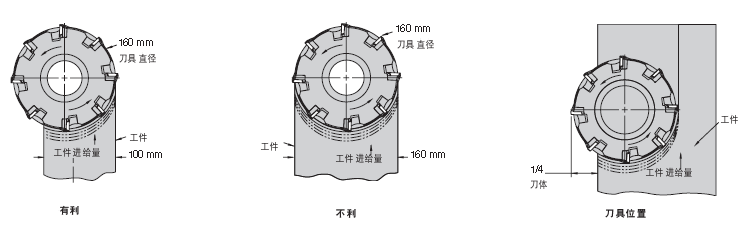 160 mm
刀具 直径
工件
工件 进给量
100 mm
有利
160 mm
刀具 直径
工件
工件 进给量
160 mm
不利
工件
工件 进给量
1/4
刀体
刀具位置